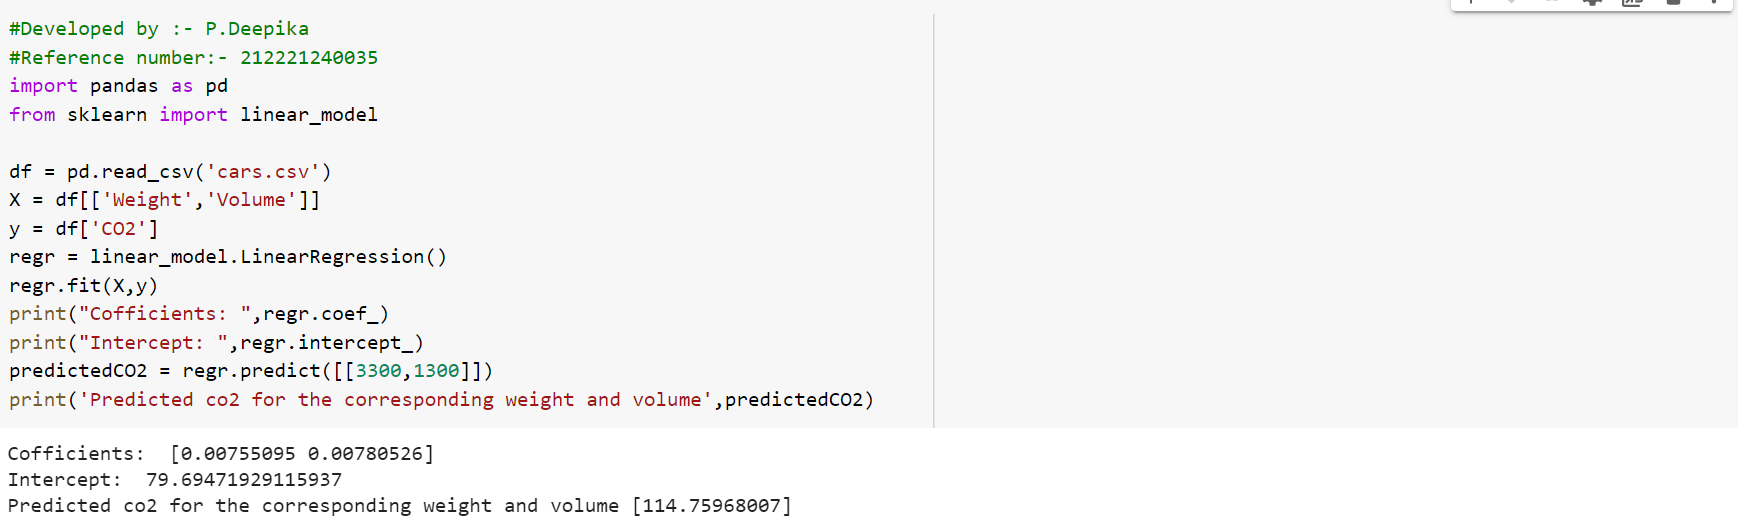 #Developed by :- P.Deepika
#Reference number:- 212221240035
import pandas as pd
from sklearn import linear_model
df = pd.read_csv('cars.csv')
X = df[['Weight','Volume']]
y = df['CO2']
regr = linear_model.LinearRegression()
regr.fit(X,y)
print("Cofficients: ",regr.coef_)
print("Intercept: ",regr.intercept_)
predictedCO2 = regr.predict([[3300,1300]])
print('Predicted co2 for the corresponding weight and volume',predictedCO2)
Cofficients:  [0.00755095 0.00780526]
Intercept:  79.69471929115937
Predicted co2 for the corresponding weight and volume [114.75968007]